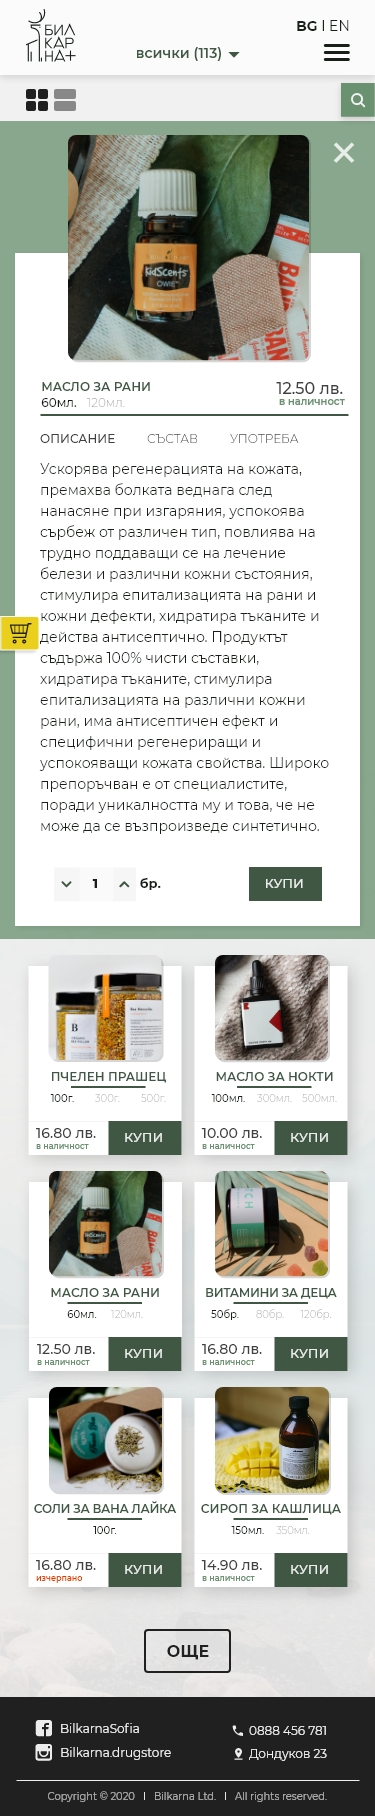 БИЛ
КАР
НА+
BG | EN
всички (113)
KidScents
OWIE
BAND
МАСЛО ЗА РАНИ
12.50 лв.
60мл. 120мл.
в наличност
ОПИСАНИЕ СЪСТАВ УПОТРЕБА
Ускорява регенерацията на кожата,
премахва болката веднага след
нанасяне при изгаряния, успокоява
сърбеж от различен тип, повлиява на
трудно поддаващи се на лечение
белези и различни кожни състояния,
стимулира епитализацията на рани и
кожни дефекти, хидратира тъканите и
действа антисептично. Продуктът
съдържа 100% чисти съставки,
хидратира тъканите, стимулира
епитализацията на различни кожни
рани, има антисептичен ефект и
специфични регенериращи и
успокояващи кожата свойства. Широко
препоръчван е от специалистите,
поради уникалността му и това, че не
може да се възпроизведе синтетично.
1 бр.
КУПИ
ПЧЕЛЕН ПРАШЕЦ
100г. 300г. 500г.
16.80 лв.
в наличност
КУПИ
МАСЛО ЗА НОКТИ
100мл. 300мл. 500мл.
10.00 лв.
в наличност
КУПИ
МАСЛО ЗА РАНИ
60мл. 120мл.
12.50 лв.
в наличност
КУПИ
ВИТАМИНИ ЗА ДЕЦА
50бр. 80бр. 120бр.
16.80 лв.
в наличност
КУПИ
СОЛИ ЗА ВАНА ЛАЙКА
100г.
16.80 лв.
изчерпано
КУПИ
СИРОП ЗА КАШЛИЦА
150мл. 350мл.
14.90 лв.
в наличност
КУПИ
ОЩЕ
BilkarnaSofia
0888 456 781
Bilkarna.drugstore
Дондуков 23
Copyright © 2020 | Bilkarna Ltd. | All rights reserved.